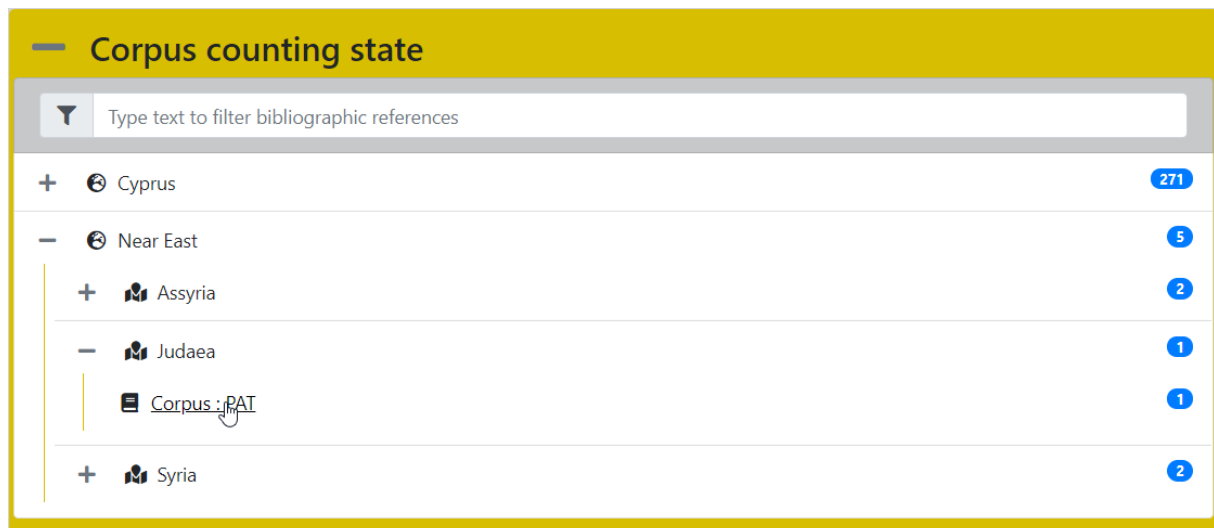 Corpus counting state
Type text to filter bibliographic references
Cyprus 271
Near East 5
Assyria 2
Judaea 1
Corpus : PAT 1
Syria 2